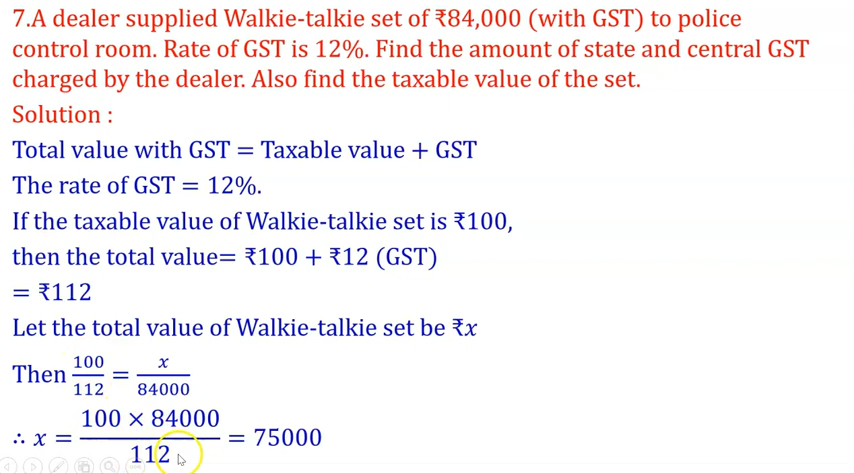 7.A dealer supplied Walkie-talkie set of ₹84,000 (with GST) to police
control room. Rate of GST is 12%. Find the amount of state and central GST
charged by the dealer. Also find the taxable value of the set.
Solution :
Total value with GST = Taxable value + GST
The rate of GST = 12%.
If the taxable value of Walkie-talkie set is ₹100,
then the total value= ₹100 + ₹12 (GST)
= ₹112
Let the total value of Walkie-talkie set be ₹x
Then 100/112 = x/84000
∴ x = (100 × 84000)/112 = 75000